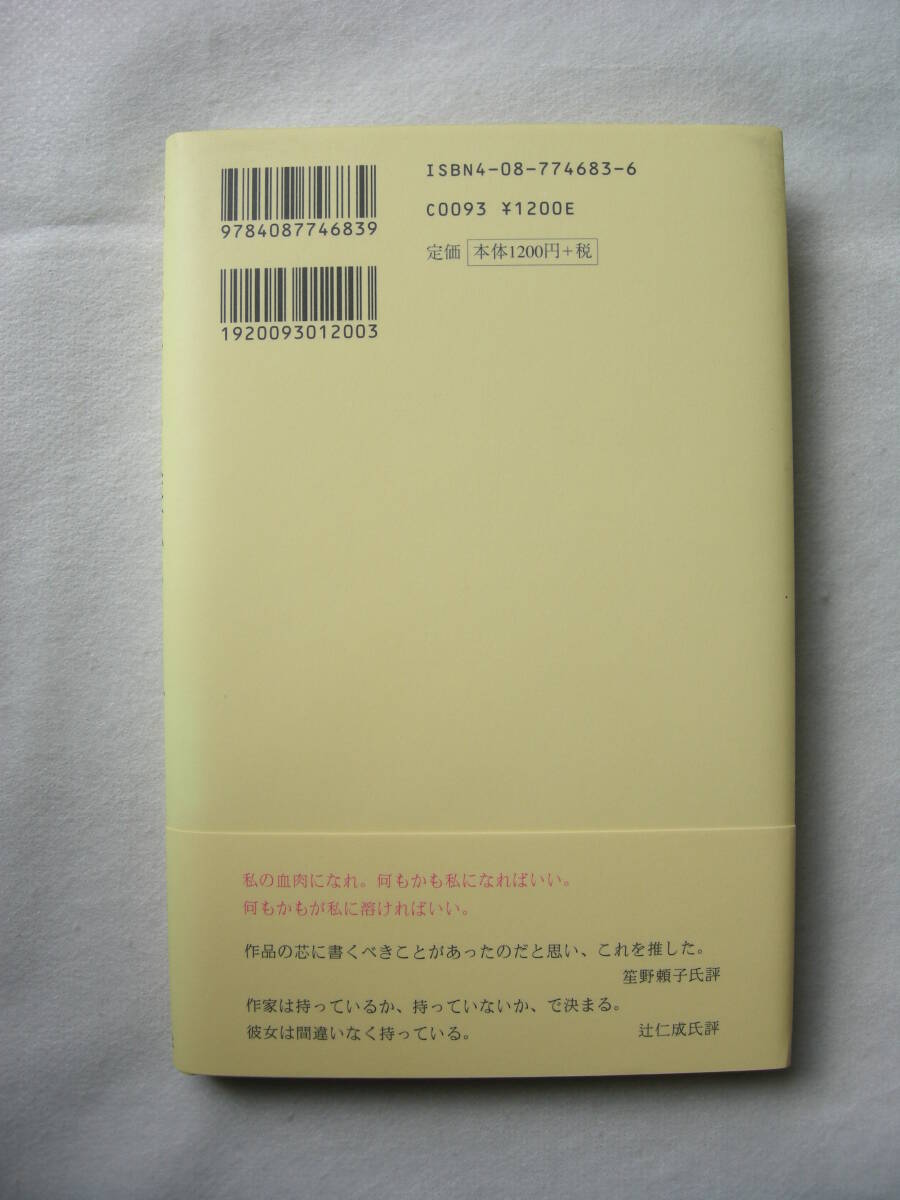 ISBN4-08-774683-6
9784087746839
C0093 ¥1200E
定価 本体1200円+税
1920093012003
私の血肉になれ。何もかも私になればいい。
何もかもが私に溶ければいい。
作品の芯に書くべきことがあったのだと思い、これを推した。
笙野頼子氏評
作家は持っているか、持っていないか、で決まる。
彼女は間違いなく持っている。
辻仁成氏評